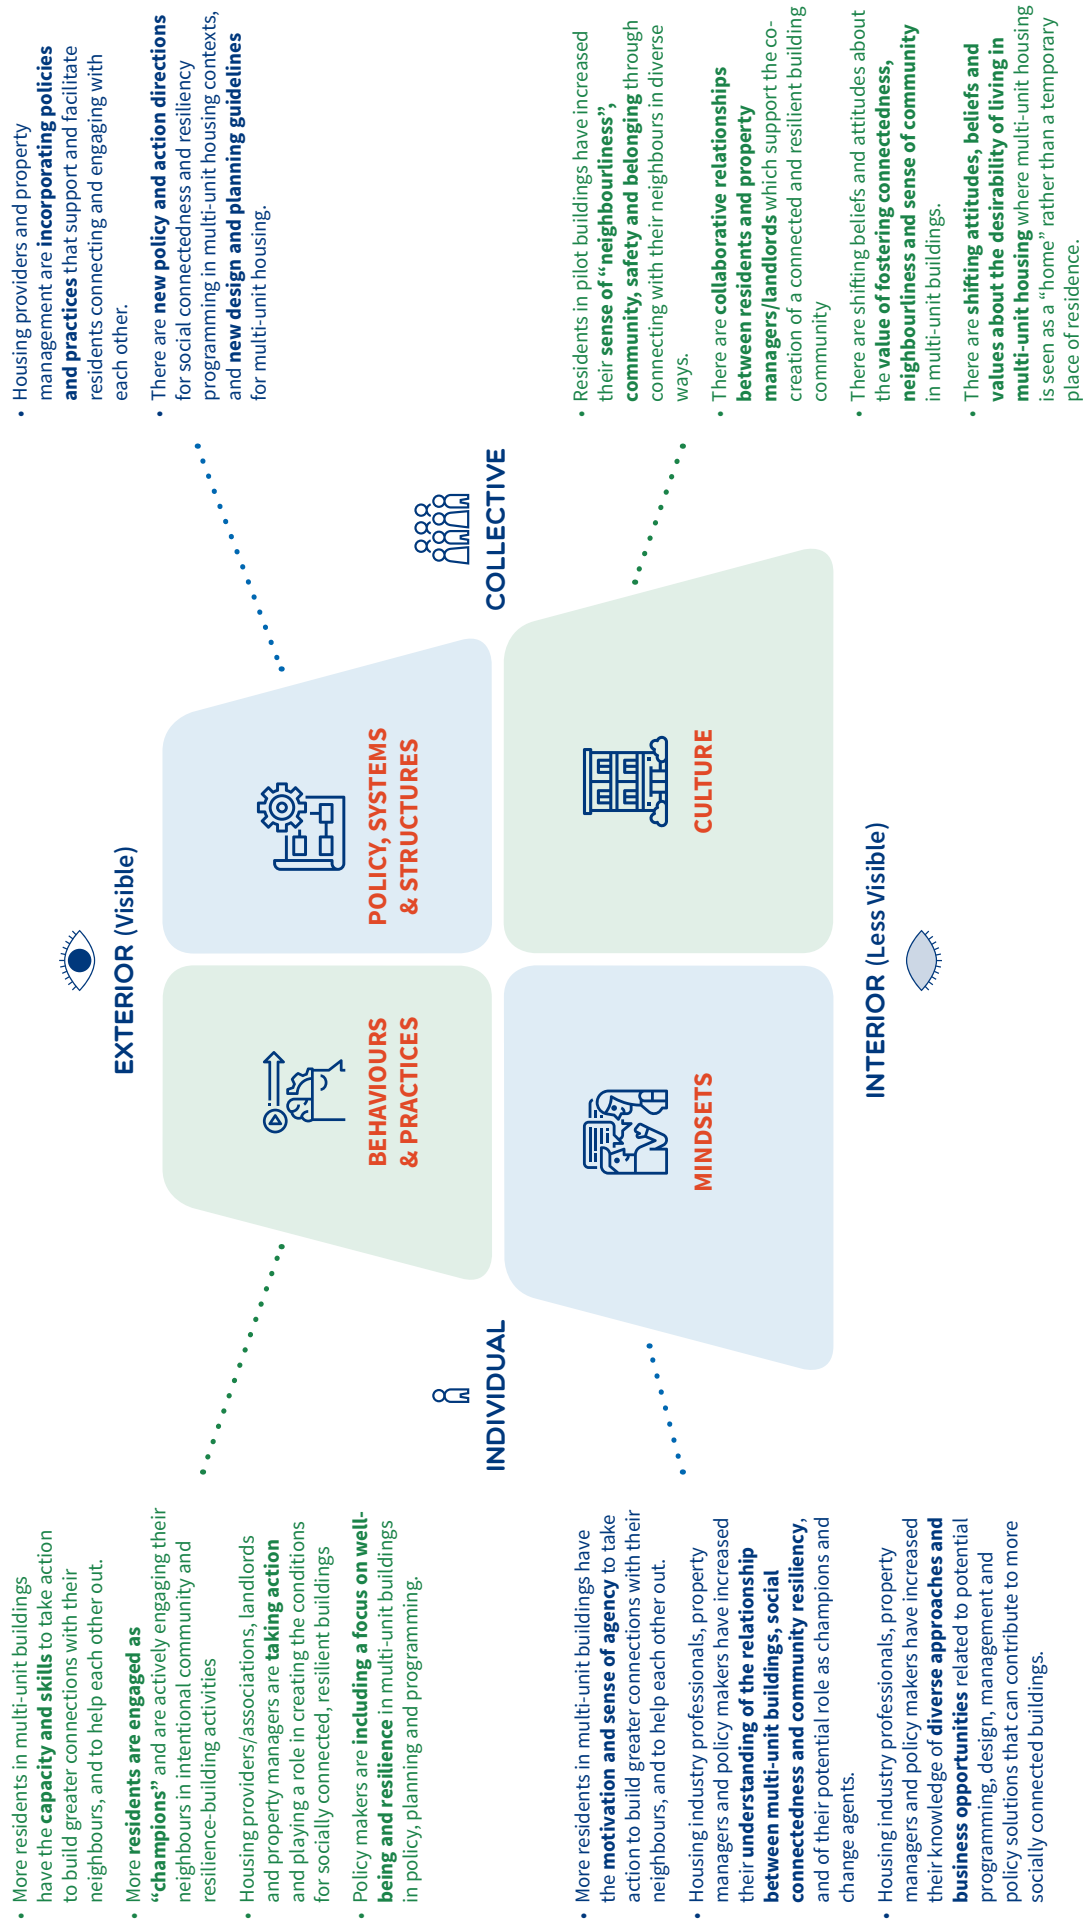 EXTERIOR (Visible)
• More residents in multi-unit buildings
have the capacity and skills to take action
to build greater connections with their
neighbours, and to help each other out.
• More residents are engaged as
“champions” and are actively engaging their
neighbours in intentional community and
resilience-building activities
• Housing providers/associations, landlords
and property managers are taking action
and playing a role in creating the conditions
for socially connected, resilient buildings
• Policy makers are including a focus on well-
being and resilience in multi-unit buildings
in policy, planning and programming.
BEHAVIOURS
& PRACTICES
POLICY, SYSTEMS
& STRUCTURES
• Housing providers and property
management are incorporating policies
and practices that support and facilitate
residents connecting and engaging with
each other.
• There are new policy and action directions
for social connectedness and resiliency
programming in multi-unit housing contexts,
and new design and planning guidelines
for multi-unit housing.
INDIVIDUAL
COLLECTIVE
• More residents in multi-unit buildings have
the motivation and sense of agency to take
action to build greater connections with their
neighbours, and to help each other out.
• Housing industry professionals, property
managers and policy makers have increased
their understanding of the relationship
between multi-unit buildings, social
connectedness and community resiliency,
and of their potential role as champions and
change agents.
• Housing industry professionals, property
managers and policy makers have increased
their knowledge of diverse approaches and
business opportunities related to potential
programming, design, management and
policy solutions that can contribute to more
socially connected buildings.
MINDSETS
CULTURE
• Residents in pilot buildings have increased
their sense of “neighbourliness”,
community, safety and belonging through
connecting with their neighbours in diverse
ways.
• There are collaborative relationships
between residents and property
managers/landlords which support the co-
creation of a connected and resilient building
community
• There are shifting beliefs and attitudes about
the value of fostering connectedness,
neighbourliness and sense of community
in multi-unit buildings.
• There are shifting attitudes, beliefs and
values about the desirability of living in
multi-unit housing where multi-unit housing
is seen as a “home” rather than a temporary
place of residence.
INTERIOR (Less Visible)